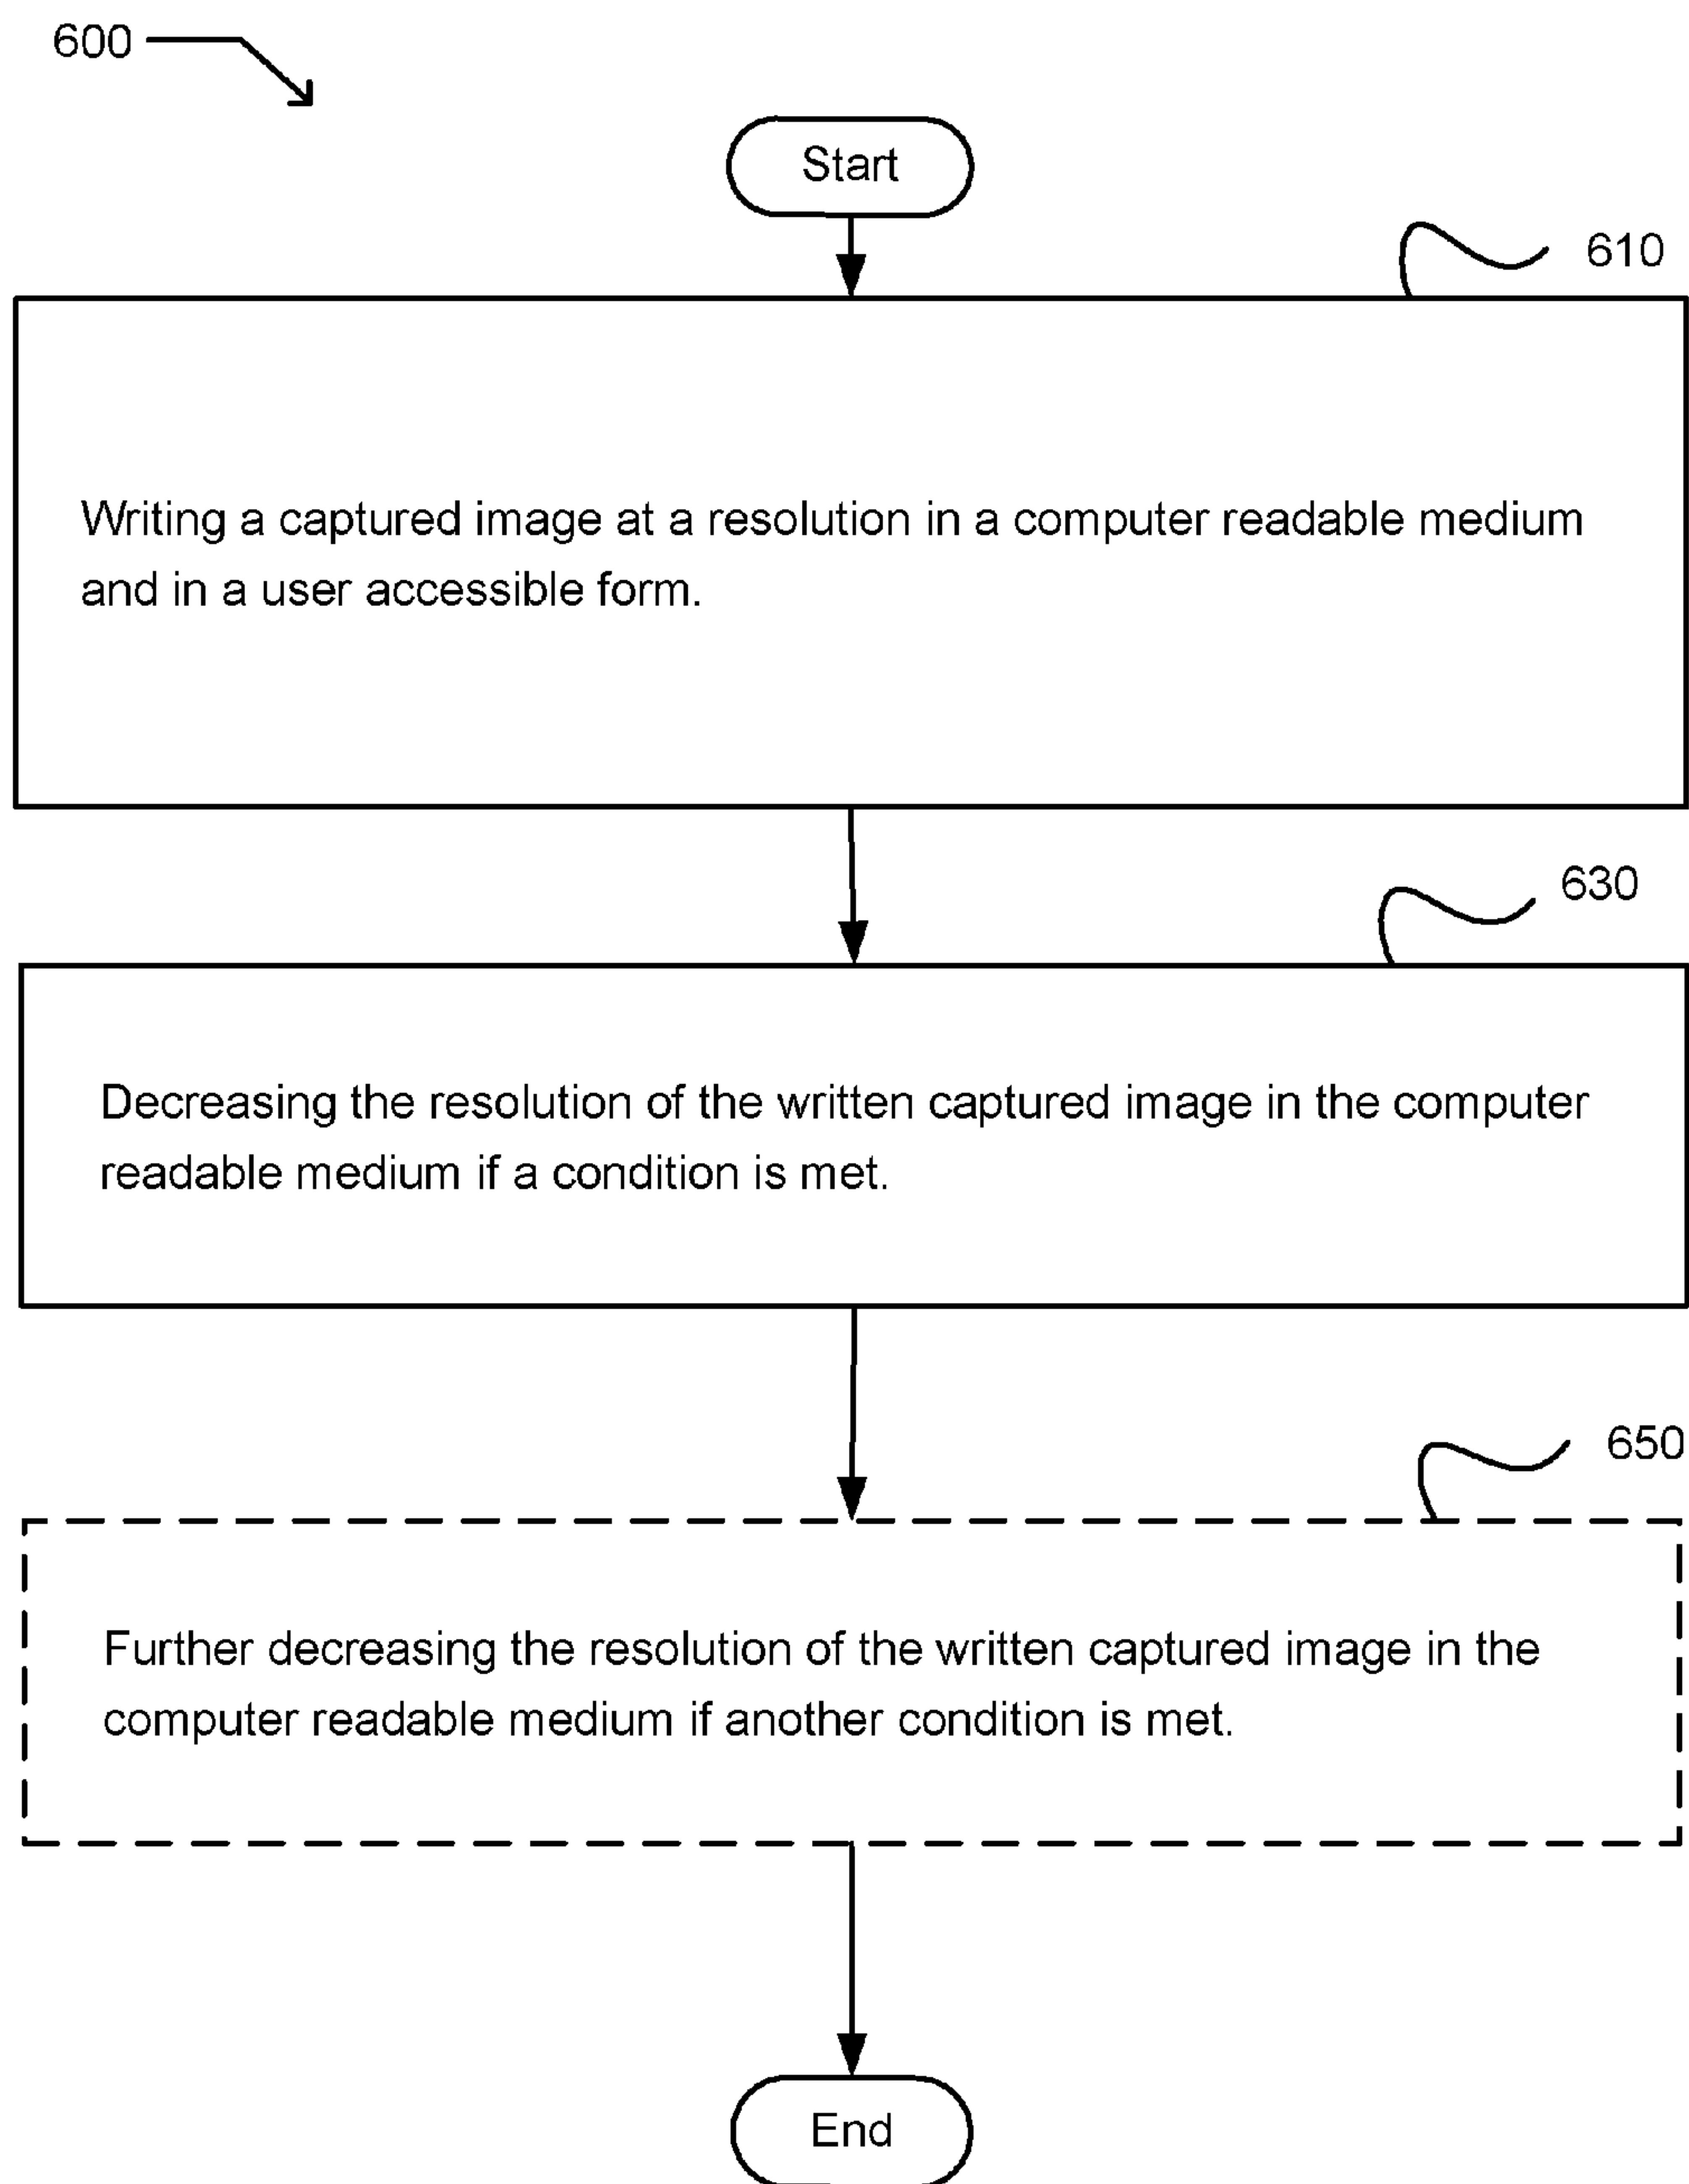 600
Start
610
Writing a captured image at a resolution in a computer readable medium
and in a user accessible form.
630
Decreasing the resolution of the written captured image in the computer
readable medium if a condition is met.
650
Further decreasing the resolution of the written captured image in the
computer readable medium if another condition is met.
End